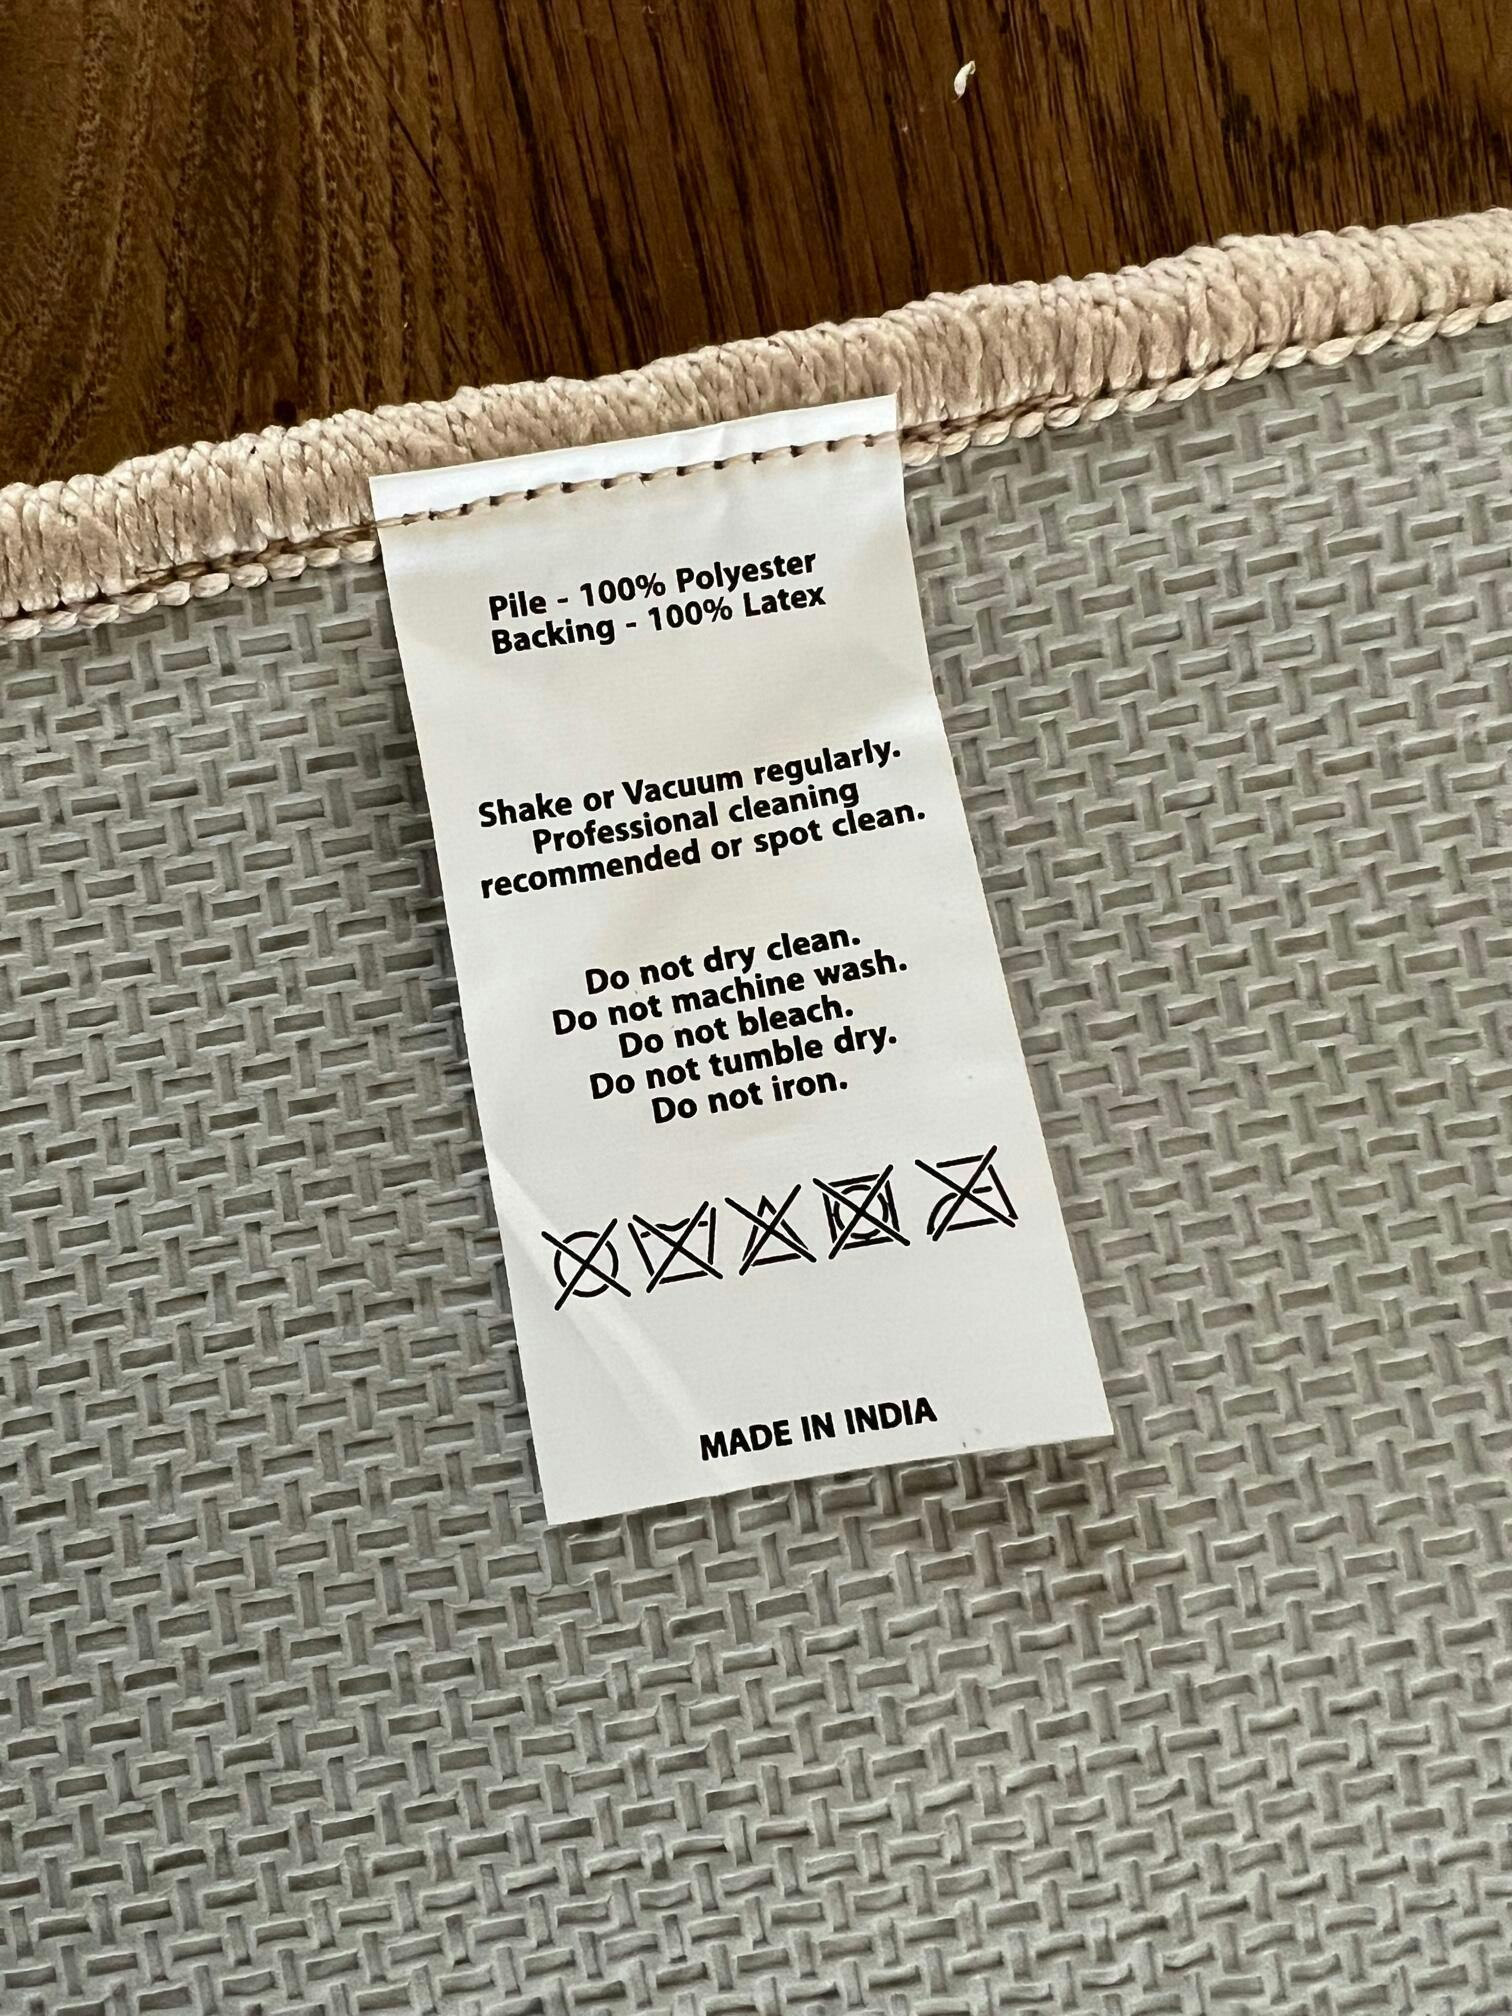 Pile - 100% Polyester
Backing - 100% Latex
Shake or Vacuum regularly.
Professional cleaning
recommended or spot clean.
Do not dry clean.
Do not machine wash.
Do not bleach.
Do not tumble dry.
Do not iron.
MADE IN INDIA